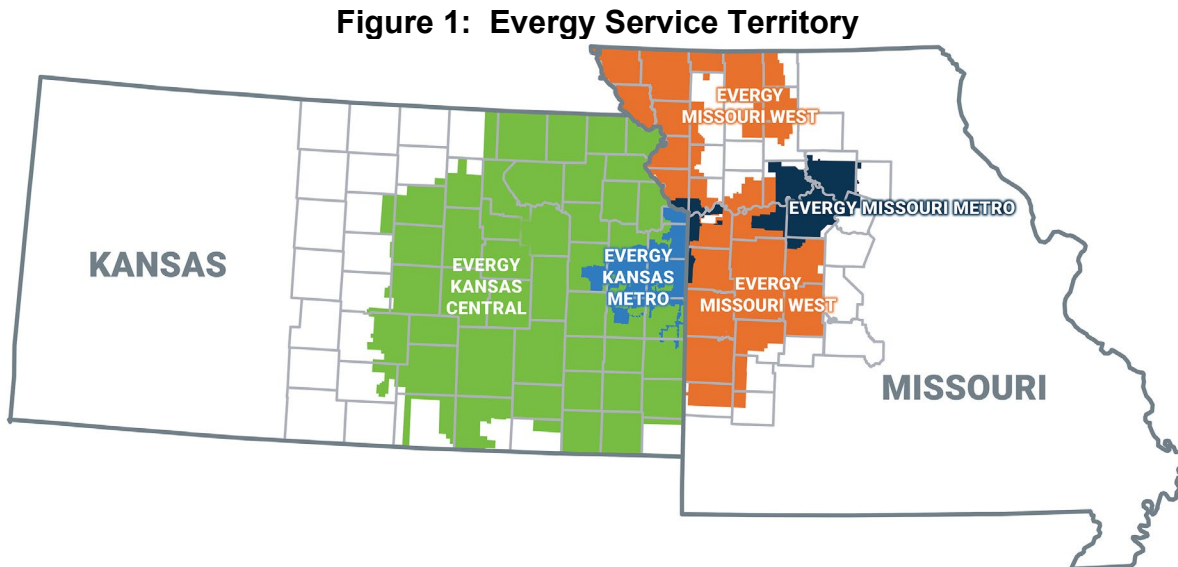 Figure 1:  Evergy Service Territory
EVERGY
MISSOURI WEST
EVERGY MISSOURI METRO
KANSAS
EVERGY
KANSAS
CENTRAL
EVERGY
KANSAS
METRO
EVERGY
MISSOURI WEST
MISSOURI